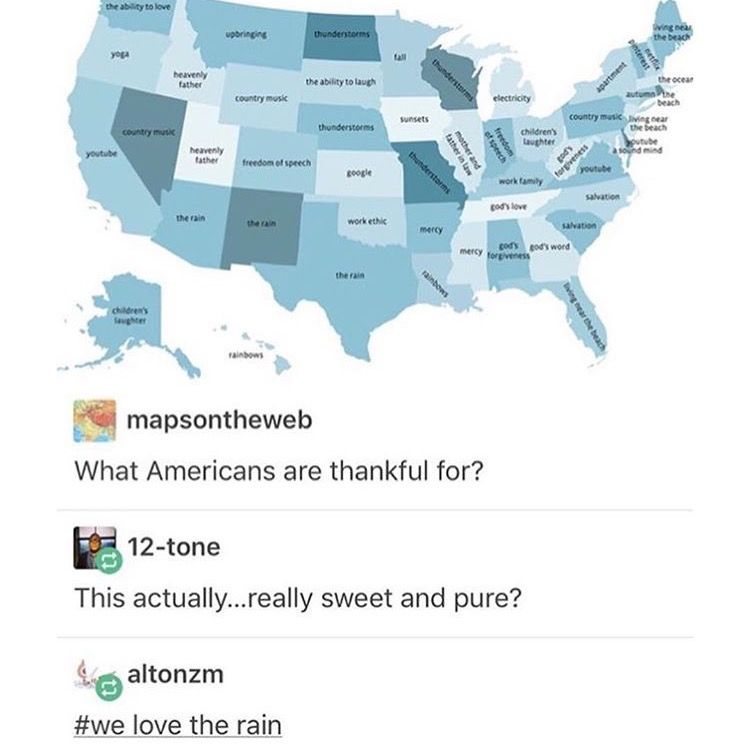 the ability to love
upbringing
thunderstorms
living near
the beach
yoga
fall
thunderstorms
pinterest
netflix
heavenly
father
the ability to laugh
apartment
the ocean
country music
electricity
autumn
the
beach
sunsets
country music
living near
the beach
country music
thunderstorms
mother and
father in law
freedom
of speech
children's
laughter
youtube
a sound mind
youtube
heavenly
father
freedom of speech
google
thunderstorms
god's
forgiveness
youtube
work family
salvation
god's love
the rain
the rain
work ethic
mercy
salvation
mercy
god's
forgiveness
god's word
the rain
rainbows
living near the beach
children's
laughter
rainbows
mapsontheweb
What Americans are thankful for?
12-tone
This actually...really sweet and pure?
altonzm
#we love the rain